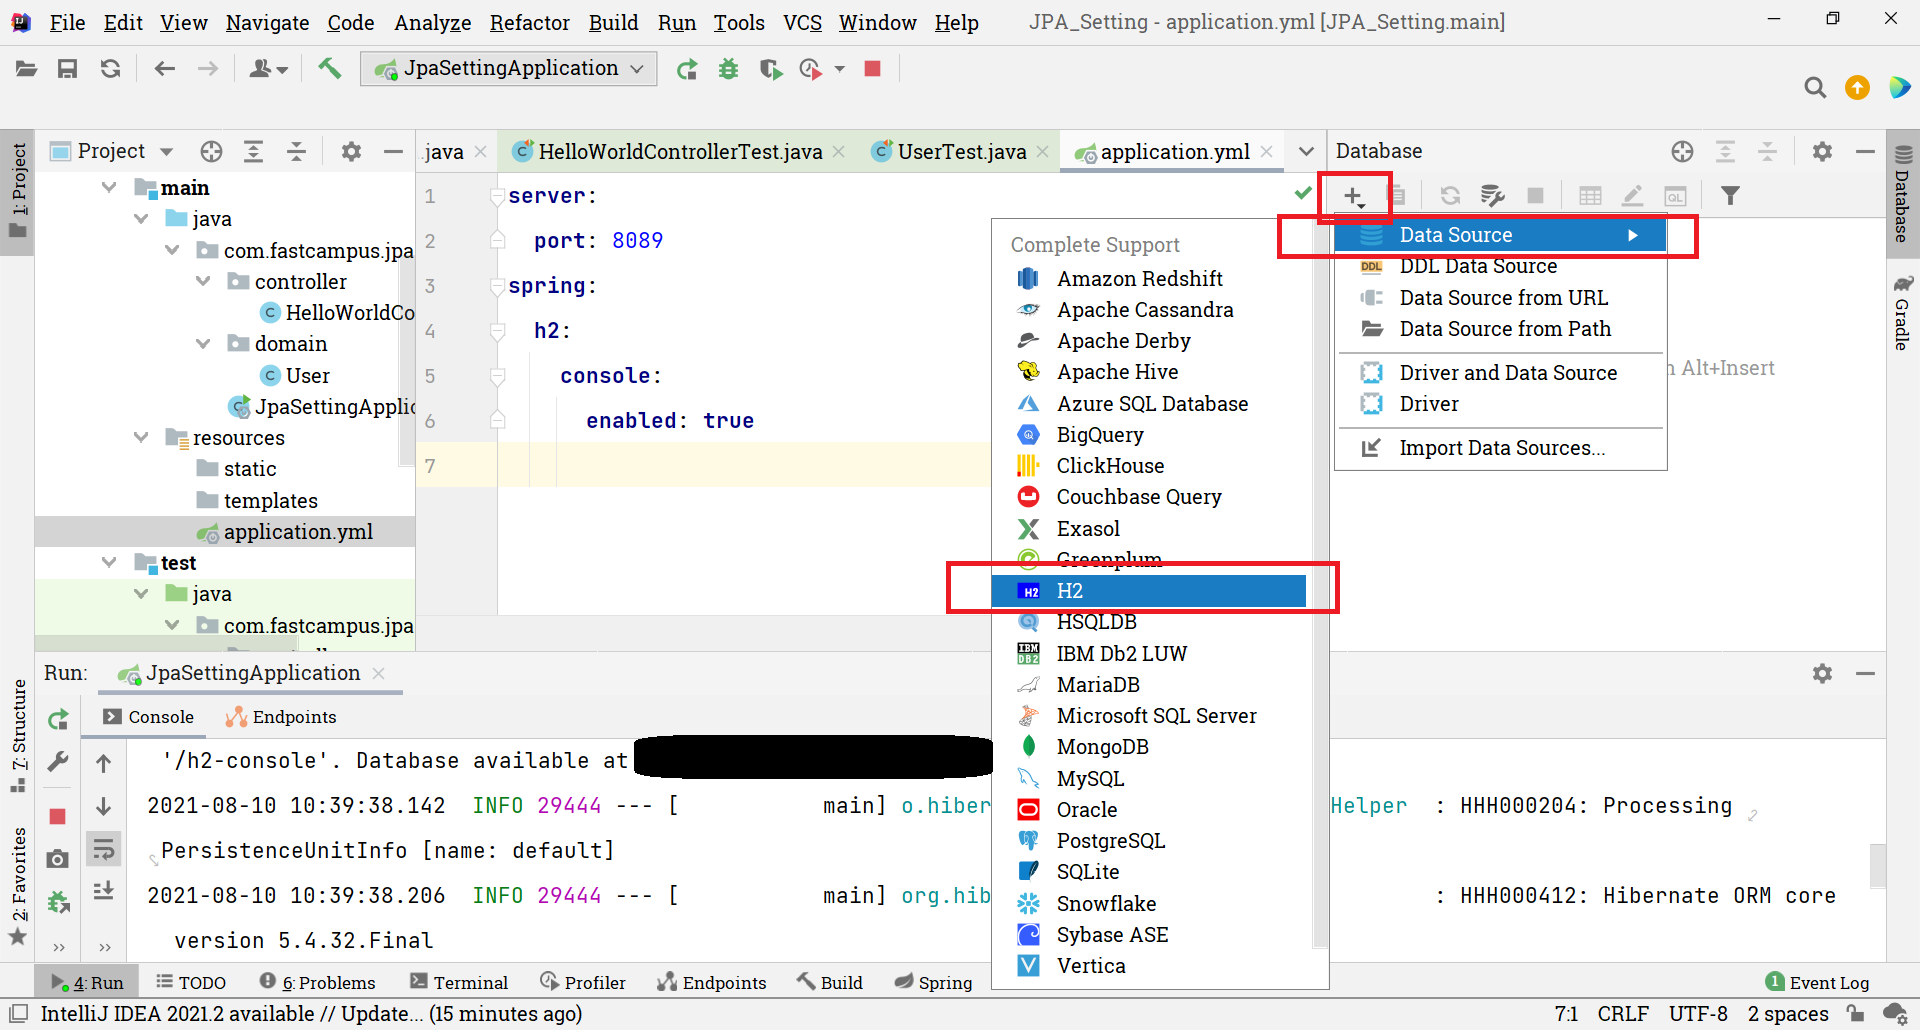 File Edit View Navigate Code Analyze Refactor Build Run Tools VCS Window Help JPA_Setting - application.yml [JPA_Setting.main]
JpaSettingApplication
1: Project
Project
main
java
com.fastcampus.jpa
controller
HelloWorldCo
domain
User
JpaSettingApplic
resources
static
templates
application.yml
test
java
com.fastcampus.jpa
.java HelloWorldControllerTest.java UserTest.java application.yml
1 server:
2 port: 8089
3 spring:
4 h2:
5 console:
6 enabled: true
7
Database
Data Source
DDL DDL Data Source
Data Source from URL
Data Source from Path
Driver and Data Source
Driver
Import Data Sources...
Alt+Insert
Database
Gradle
Complete Support
Amazon Redshift
Apache Cassandra
Apache Derby
Apache Hive
Azure SQL Database
BigQuery
ClickHouse
Couchbase Query
Exasol
Greenplum
H2 H2
HSQLDB
IBM DB2 IBM Db2 LUW
MariaDB
Microsoft SQL Server
MongoDB
MySQL
Oracle
PostgreSQL
SQLite
Snowflake
Sybase ASE
Vertica
Run: JpaSettingApplication
Console Endpoints
7: Structure
2: Favorites
'/h2-console'. Database available at
2021-08-10 10:39:38.142 INFO 29444 --- [ main] o.hiber Helper : HHH000204: Processing
PersistenceUnitInfo [name: default]
2021-08-10 10:39:38.206 INFO 29444 --- [ main] org.hib : HHH000412: Hibernate ORM core
version 5.4.32.Final
4: Run TODO 6: Problems Terminal Profiler Endpoints Build Spring 1 Event Log
IntelliJ IDEA 2021.2 available // Update... (15 minutes ago) 7:1 CRLF UTF-8 2 spaces